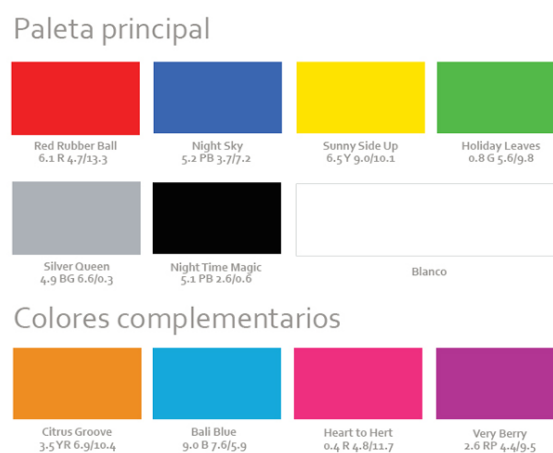 Paleta principal
Red Rubber Ball
6.1 R 4.7/13.3
Night Sky
5.2 PB 3.7/7.2
Sunny Side Up
6.5 Y 9.0/10.1
Holiday Leaves
0.8 G 5.6/9.8
Silver Queen
4.9 BG 6.6/0.3
Night Time Magic
5.1 PB 2.6/0.6
Blanco
Colores complementarios
Citrus Groove
3.5 YR 6.9/10.4
Bali Blue
9.0 B 7.6/5.9
Heart to Hert
0.4 R 4.8/11.7
Very Berry
2.6 RP 4.4/9.5